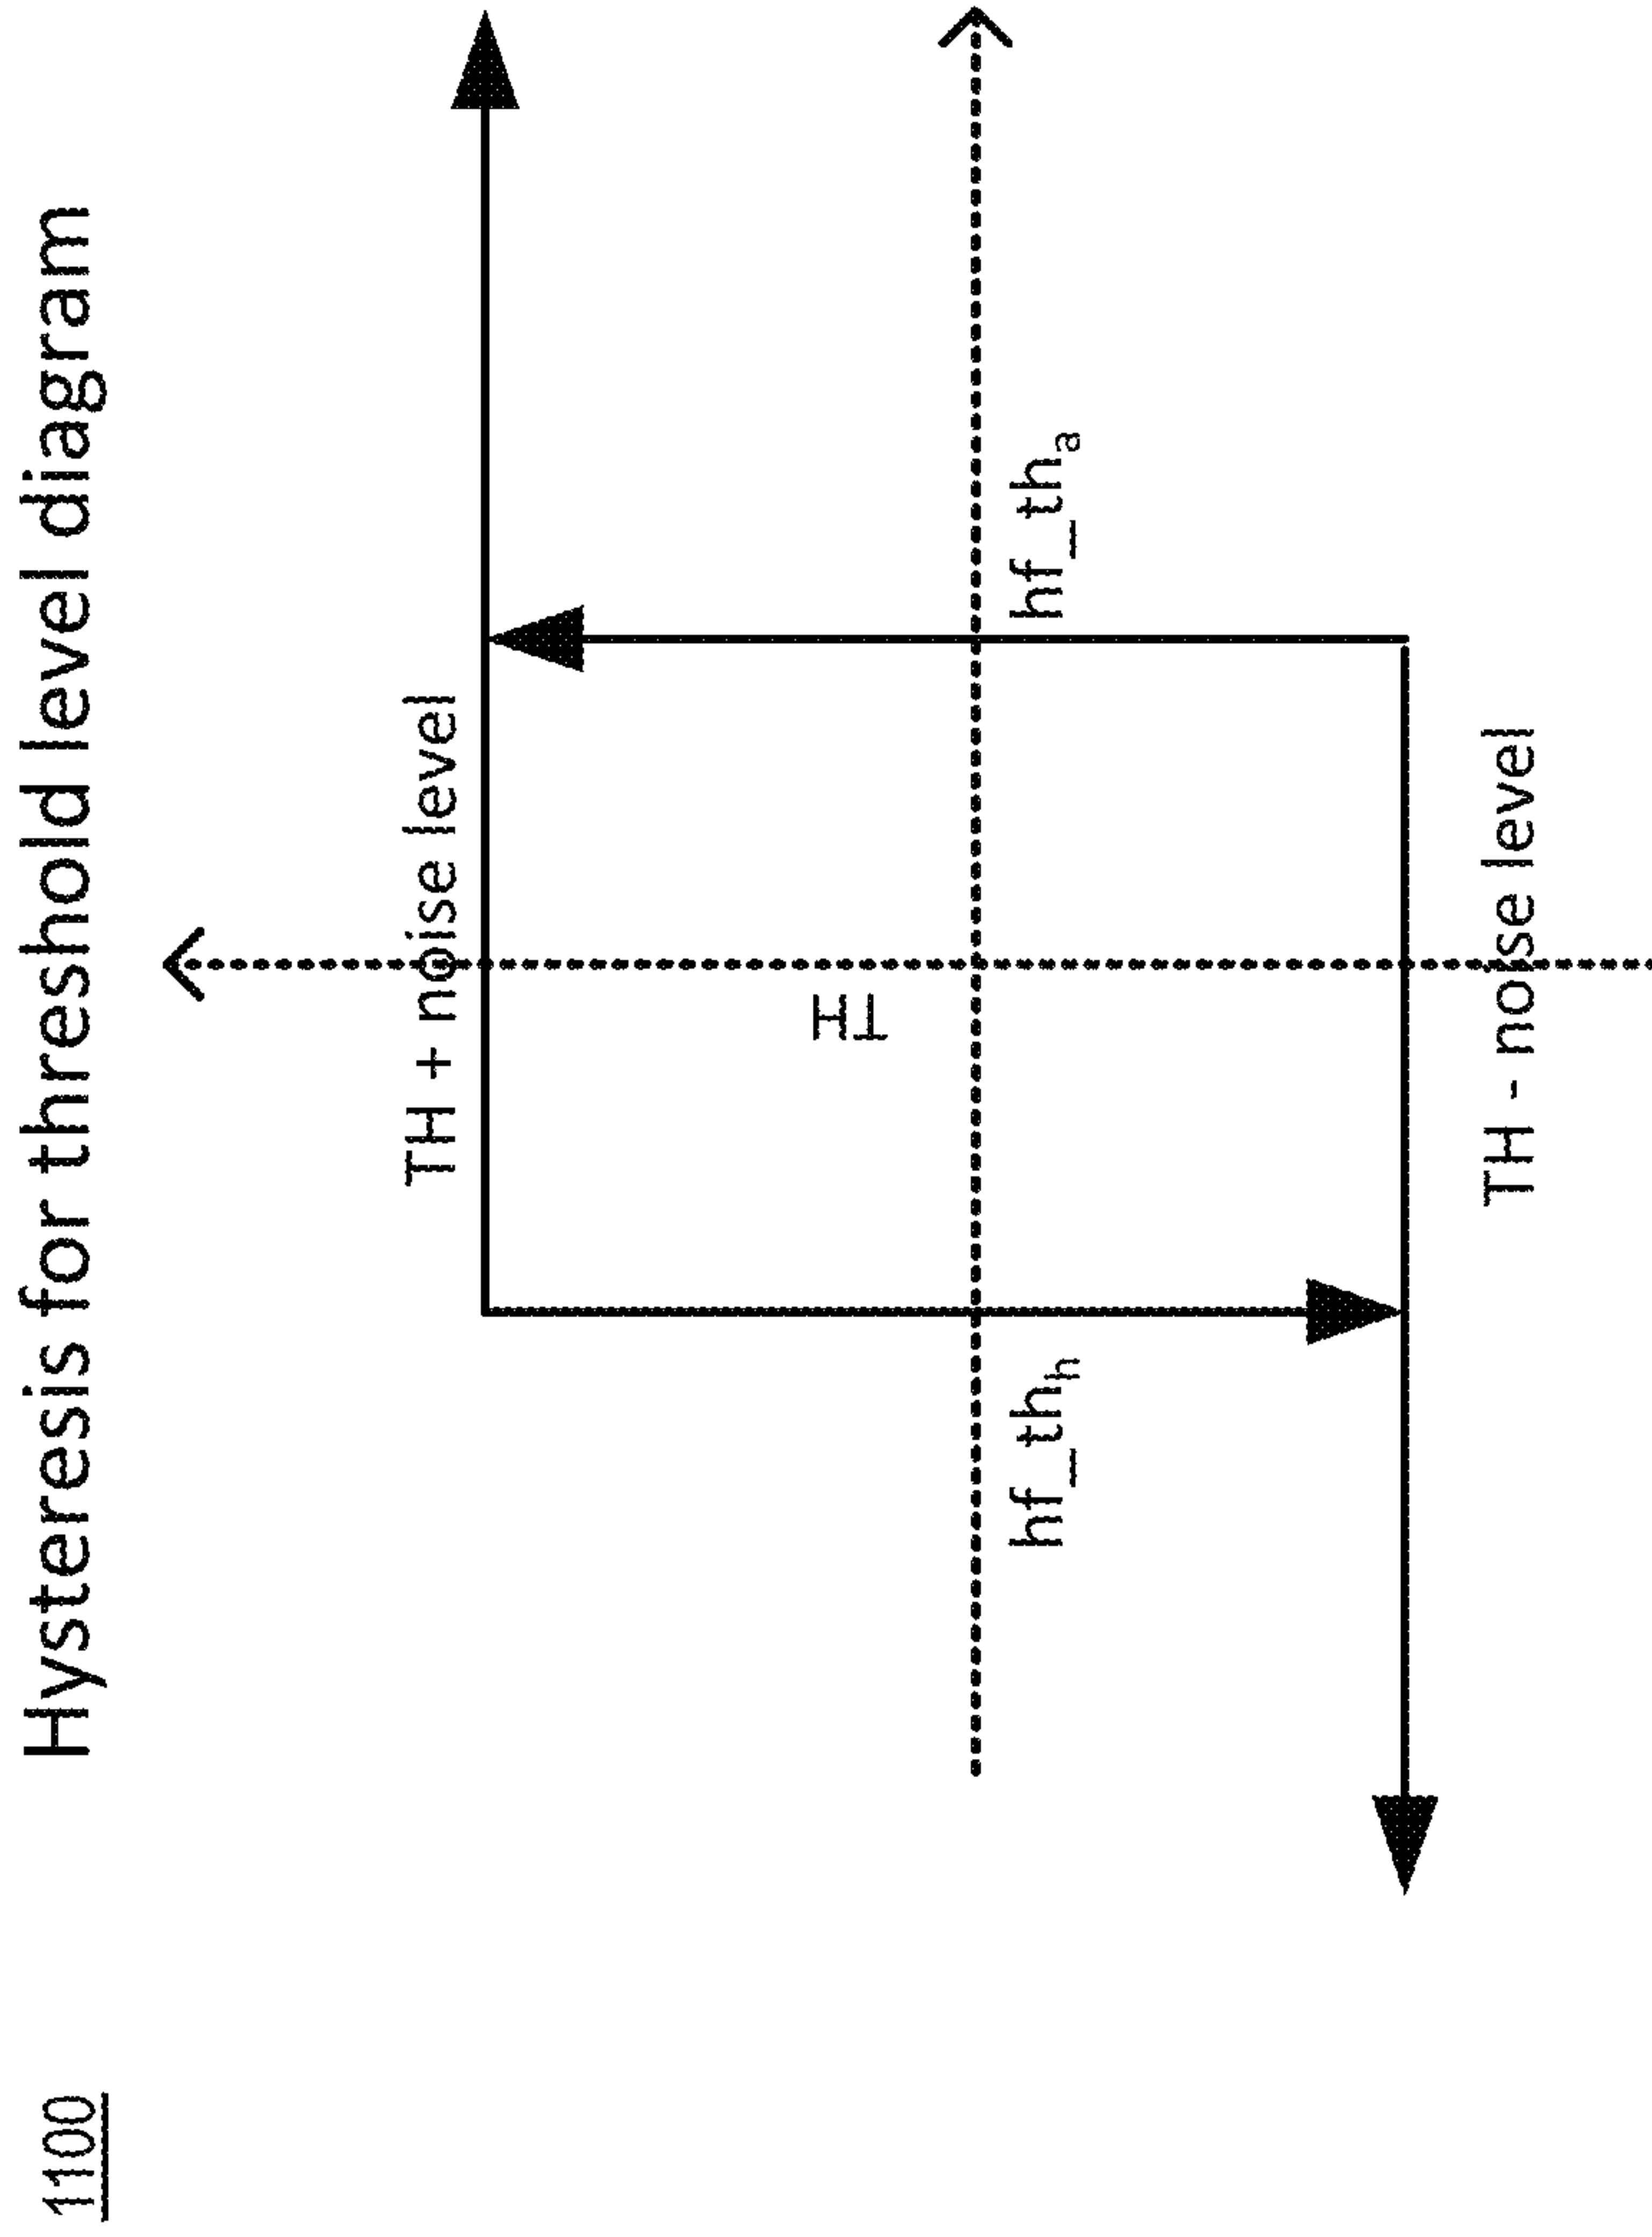 1100
Hysteresis for threshold level diagram
TH + noise level
TH
hf_thh
hf_tha
TH - noise level